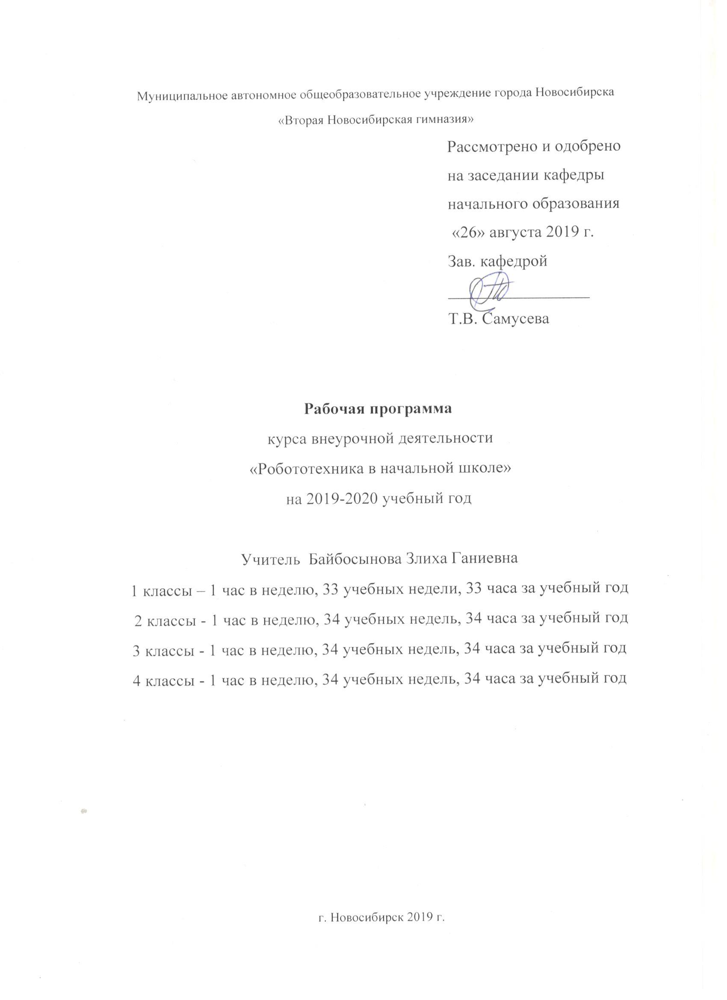 Муниципальное автономное общеобразовательное учреждение города Новосибирска
«Вторая Новосибирская гимназия»
Рассмотрено и одобрено
на заседании кафедры
начального образования
«26» августа 2019 г.
Зав. кафедрой
Т.В. Самусева
Рабочая программа
курса внеурочной деятельности
«Робототехника в начальной школе»
на 2019-2020 учебный год
Учитель  Байбосынова Злиха Ганиевна
1 классы – 1 час в неделю, 33 учебных недели, 33 часа за учебный год
2 классы - 1 час в неделю, 34 учебных недель, 34 часа за учебный год
3 классы - 1 час в неделю, 34 учебных недель, 34 часа за учебный год
4 классы - 1 час в неделю, 34 учебных недель, 34 часа за учебный год
г. Новосибирск 2019 г.